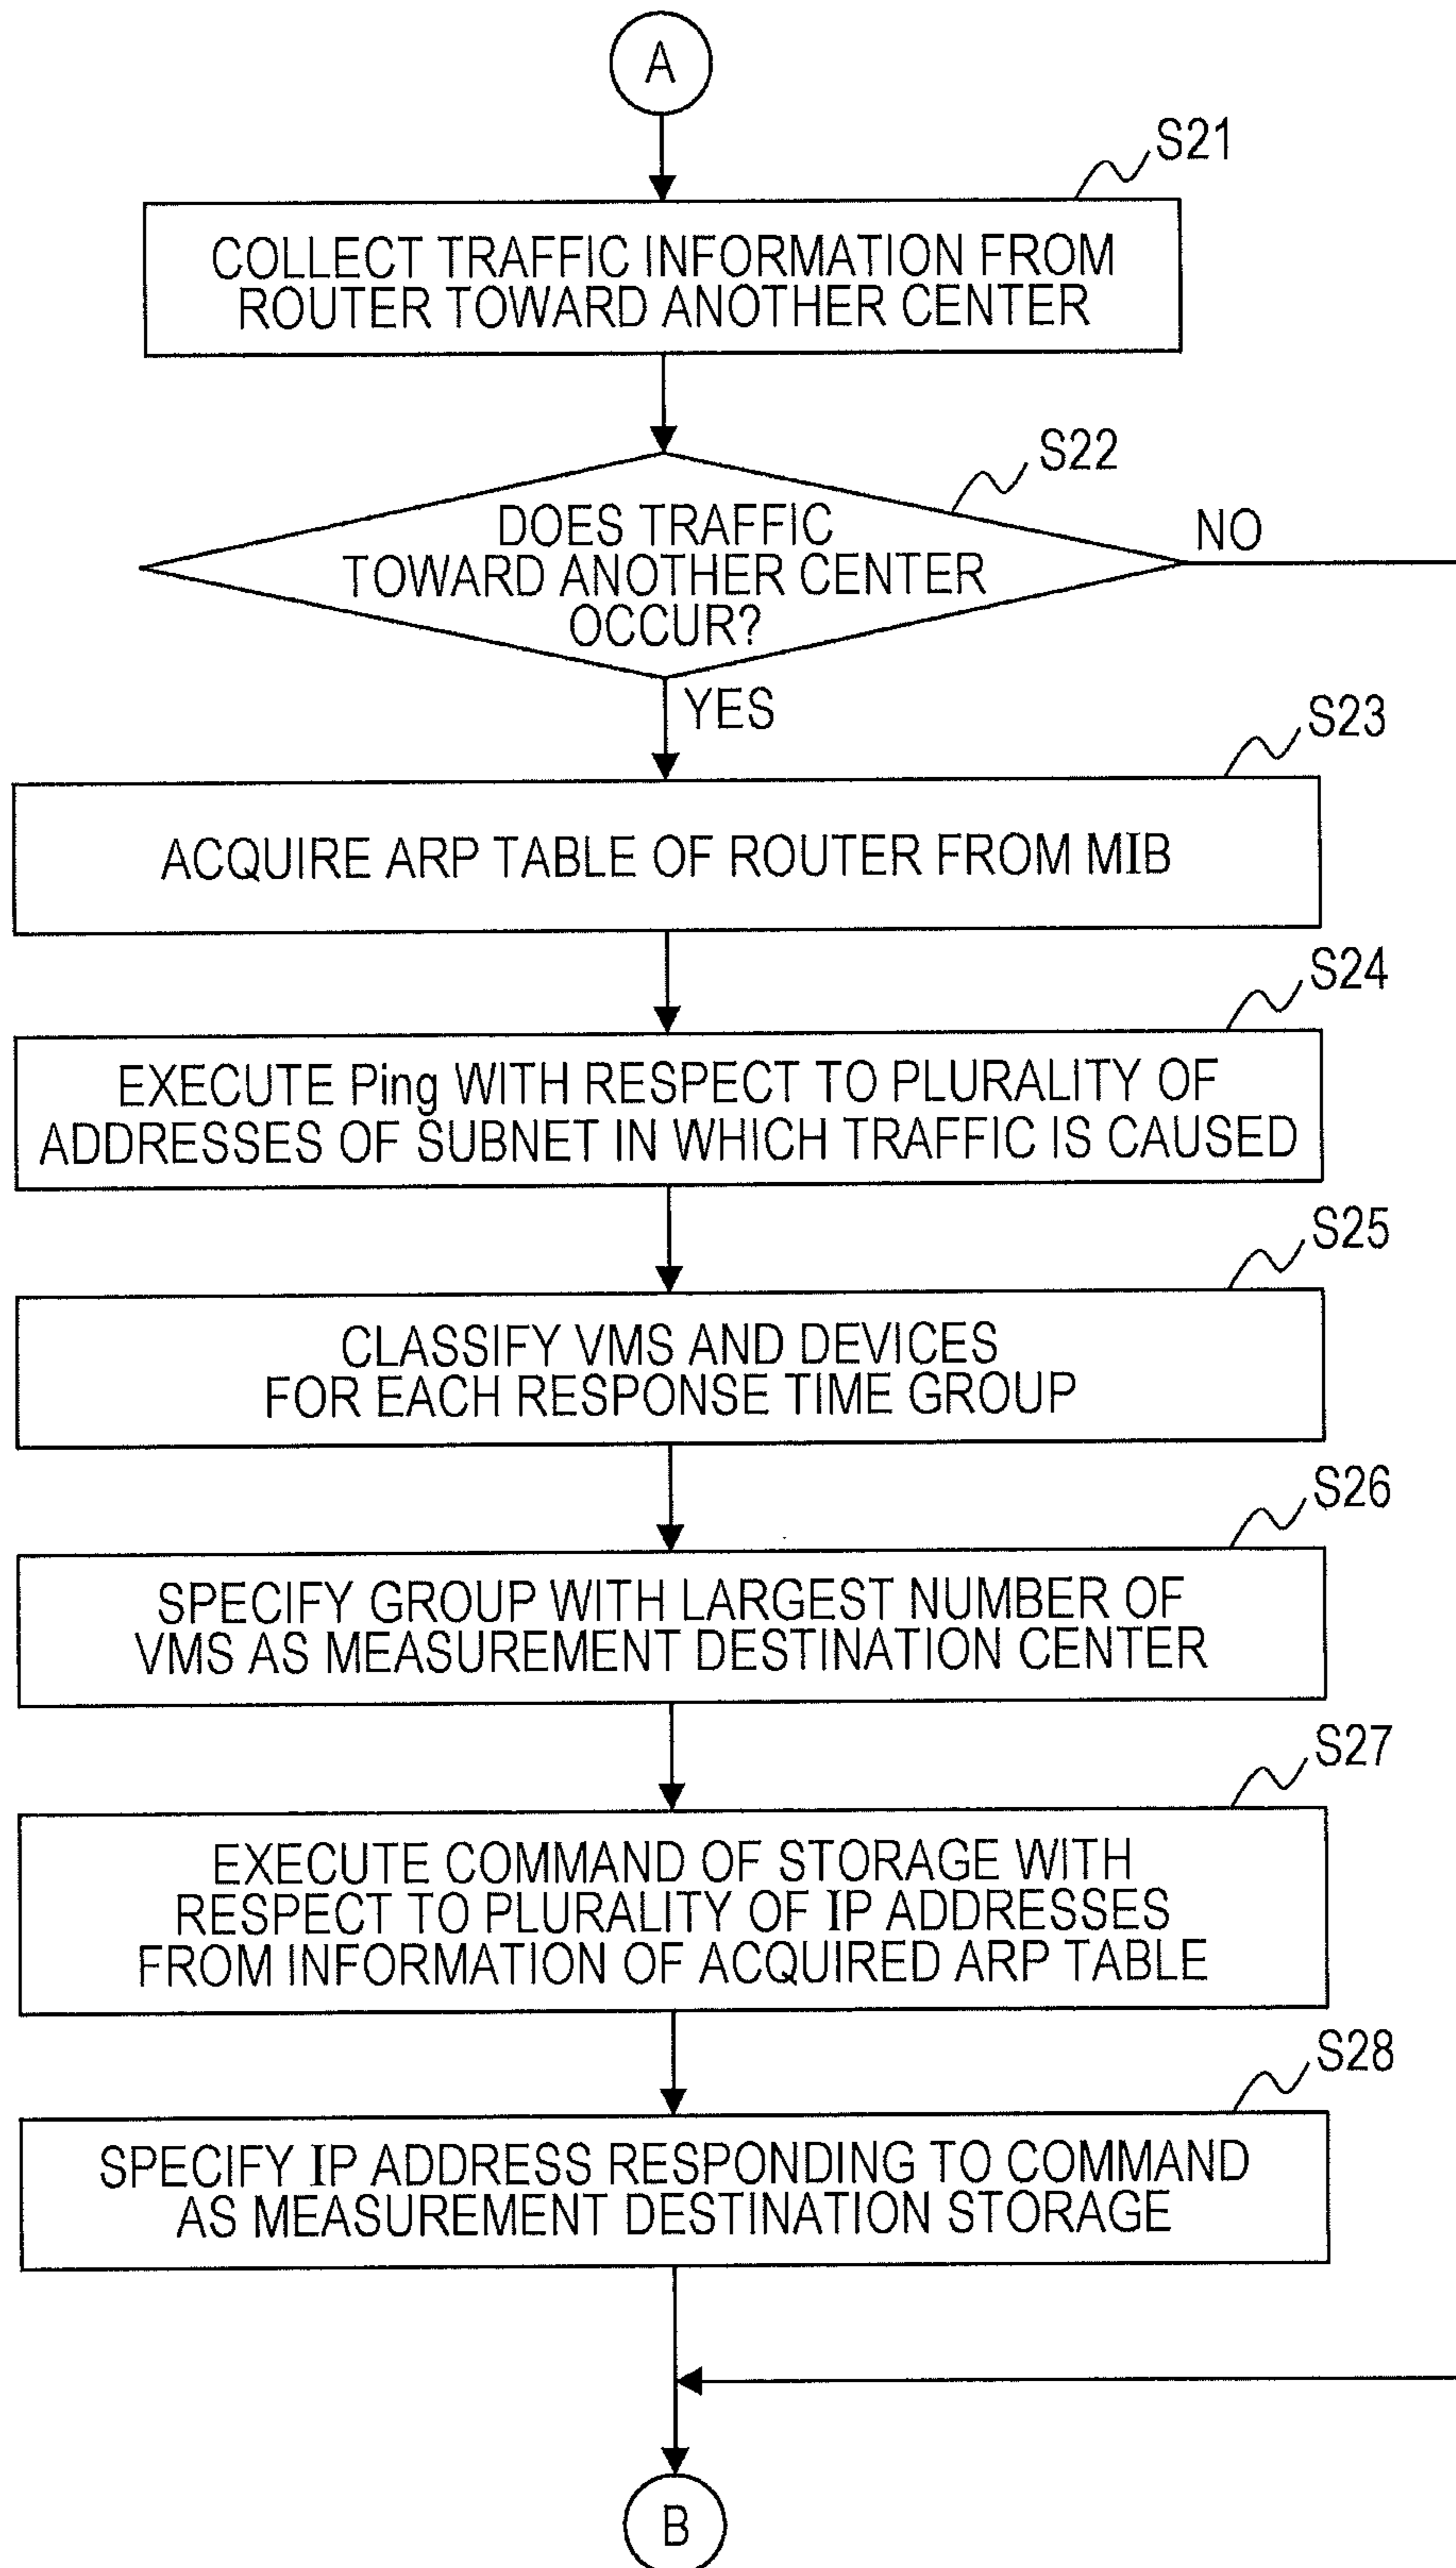 A
S21
COLLECT TRAFFIC INFORMATION FROM
ROUTER TOWARD ANOTHER CENTER
S22
DOES TRAFFIC
TOWARD ANOTHER CENTER
OCCUR?
NO
YES
S23
ACQUIRE ARP TABLE OF ROUTER FROM MIB
S24
EXECUTE Ping WITH RESPECT TO PLURALITY OF
ADDRESSES OF SUBNET IN WHICH TRAFFIC IS CAUSED
S25
CLASSIFY VMS AND DEVICES
FOR EACH RESPONSE TIME GROUP
S26
SPECIFY GROUP WITH LARGEST NUMBER OF
VMS AS MEASUREMENT DESTINATION CENTER
S27
EXECUTE COMMAND OF STORAGE WITH
RESPECT TO PLURALITY OF IP ADDRESSES
FROM INFORMATION OF ACQUIRED ARP TABLE
S28
SPECIFY IP ADDRESS RESPONDING TO COMMAND
AS MEASUREMENT DESTINATION STORAGE
B